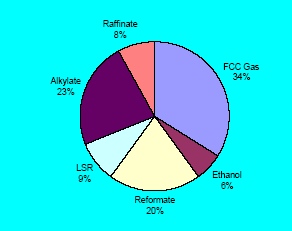 Raffinate
8%
FCC Gas
34%
Alkylate
23%
LSR
9%
Ethanol
6%
Reformate
20%